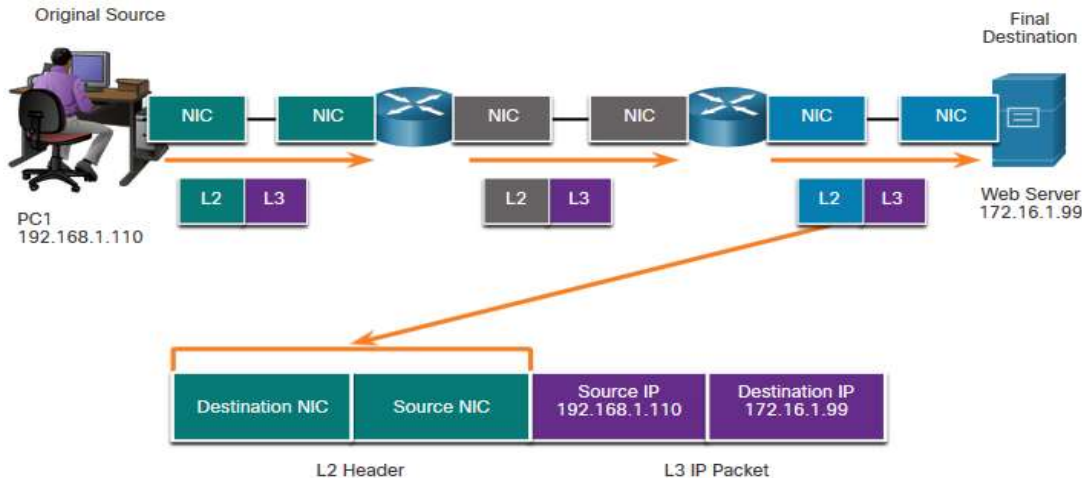 Original Source
Final
Destination
NIC
NIC
NIC
NIC
NIC
NIC
L2
L3
L2
L3
L2
L3
PC1
192.168.1.110
Web Server
172.16.1.99
Destination NIC
Source NIC
Source IP
192.168.1.110
Destination IP
172.16.1.99
L2 Header
L3 IP Packet